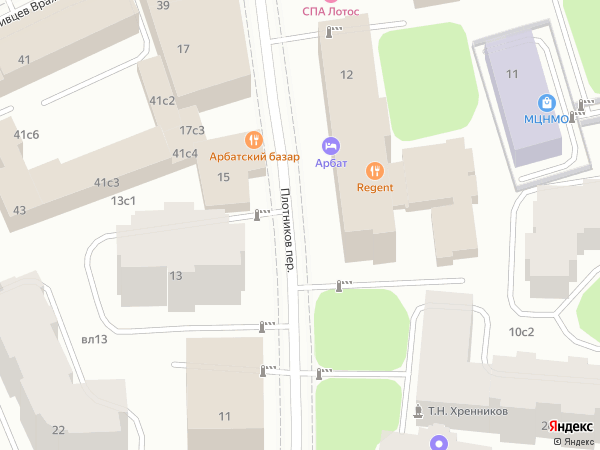 39
СПА Лотос
17
41
12
11
41с2
МЦНМО
41с6
17с3
Арбатский базар
Арбат
41с4
15
Regent
41с3
13с1
43
Плотников пер.
13
вл13
10с2
11
22
Т.Н. Хренников
Яндекс
© Яндекс